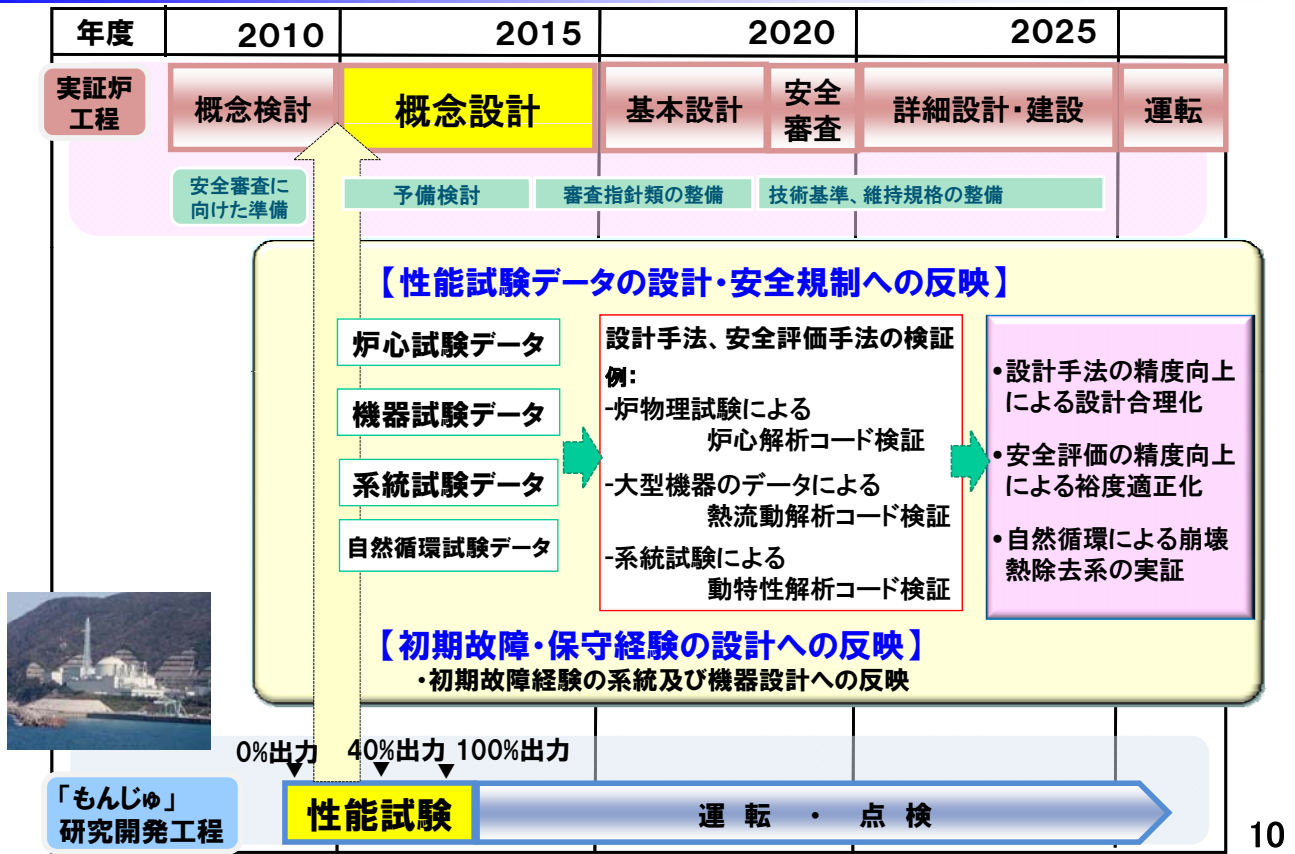 年度 2010 2015 2020 2025
実証炉
工程
概念検討
概念設計
基本設計
安全
審査
詳細設計・建設
運転
安全審査に
向けた準備
予備検討
審査指針類の整備
技術基準、維持規格の整備
【性能試験データの設計・安全規制への反映】
炉心試験データ
機器試験データ
系統試験データ
自然循環試験データ
設計手法、安全評価手法の検証
例:
-炉物理試験による
炉心解析コード検証
-大型機器のデータによる
熱流動解析コード検証
-系統試験による
動特性解析コード検証
•設計手法の精度向上
による設計合理化
•安全評価の精度向上
による裕度適正化
•自然循環による崩壊
熱除去系の実証
【初期故障・保守経験の設計への反映】
・初期故障経験の系統及び機器設計への反映
0%出力 40%出力 100%出力
「もんじゅ」
研究開発工程
性能試験
運 転 ・ 点 検
10